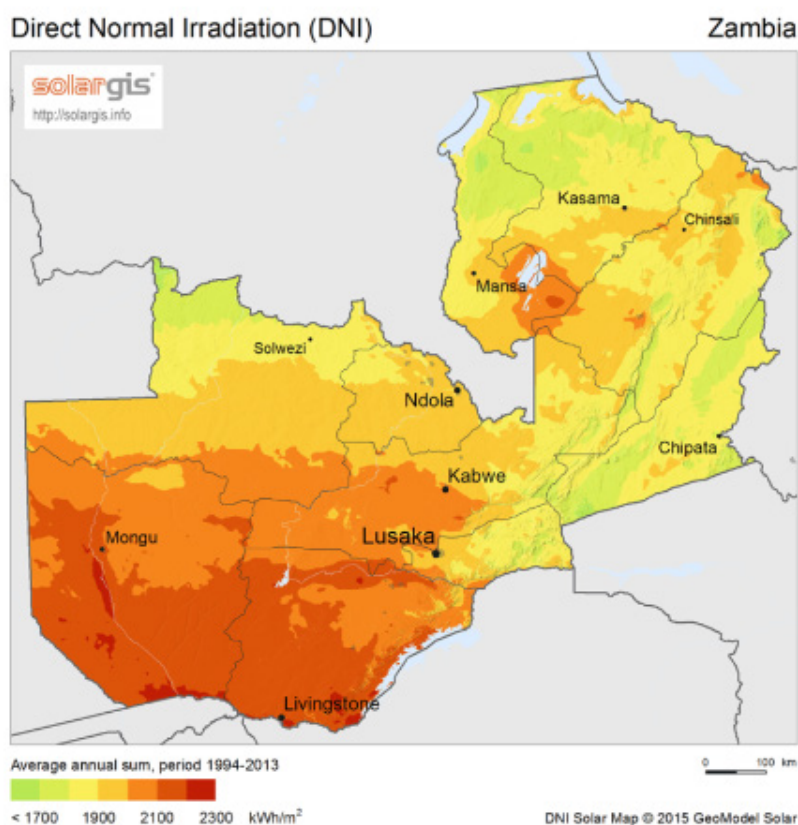 Direct Normal Irradiation (DNI) Zambia
solargis
http://solargis.info
Kasama
Chinsali
Mansa
Solwezi
Ndola
Chipata
Kabwe
Mongu
Lusaka
Livingstone
Average annual sum, period 1994-2013
0 100 km
< 1700 1900 2100 2300 kWh/m²
DNI Solar Map © 2015 GeoModel Solar